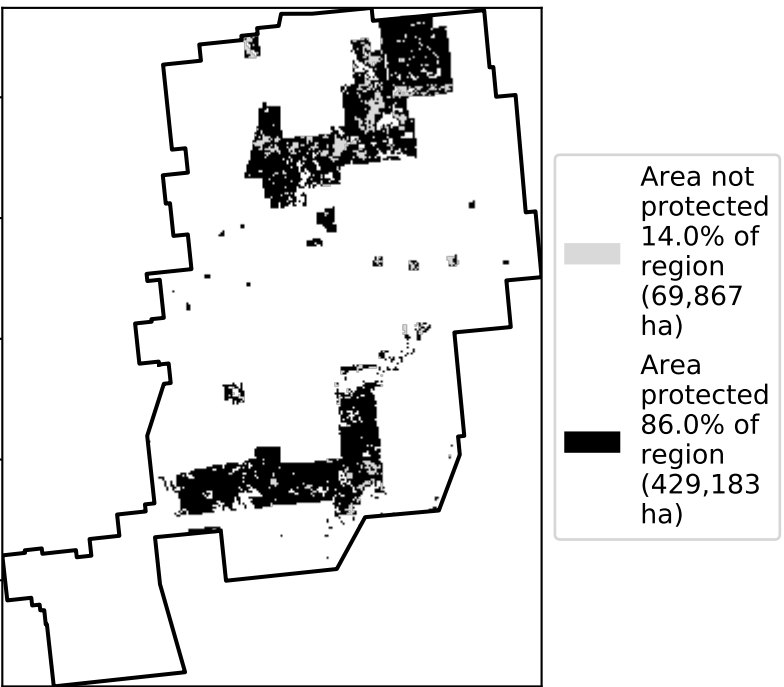 Area not
protected
14.0% of
region
(69,867
ha)
Area
protected
86.0% of
region
(429,183
ha)